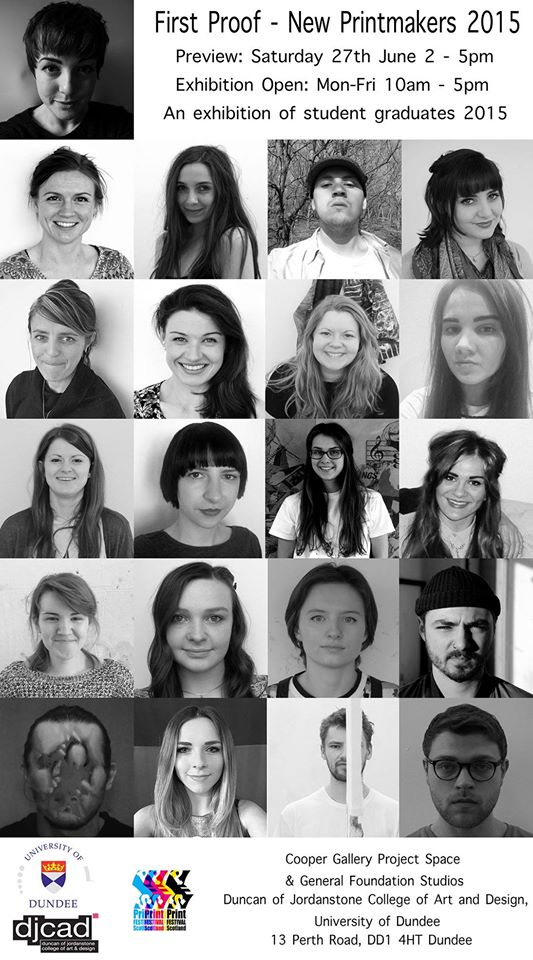 First Proof - New Printmakers 2015
Preview: Saturday 27th June 2 - 5pm
Exhibition Open: Mon-Fri 10am - 5pm
An exhibition of student graduates 2015
UNIVERSITY OF
DUNDEE
djcad
duncan of jordanstone
college of art & design
Print
FESTIVAL
Scotland
Cooper Gallery Project Space
& General Foundation Studios
Duncan of Jordanstone College of Art and Design,
University of Dundee
13 Perth Road, DD1 4HT Dundee